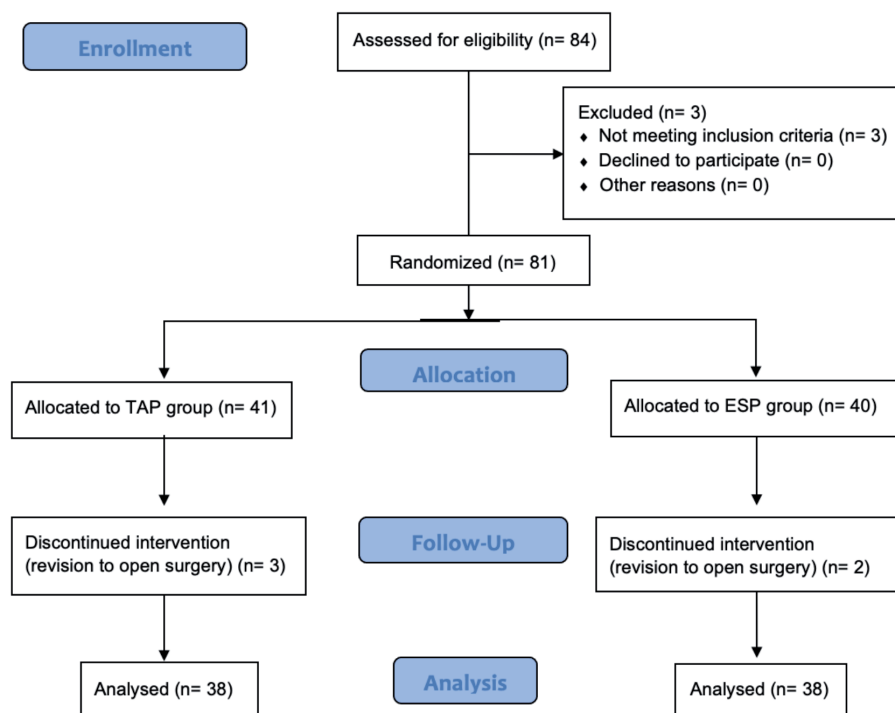 Enrollment
Assessed for eligibility (n= 84)
Excluded (n= 3)
♦ Not meeting inclusion criteria (n= 3)
♦ Declined to participate (n= 0)
♦ Other reasons (n= 0)
Randomized (n= 81)
Allocation
Allocated to TAP group (n= 41)
Allocated to ESP group (n= 40)
Follow-Up
Discontinued intervention
(revision to open surgery) (n= 3)
Discontinued intervention
(revision to open surgery) (n= 2)
Analysis
Analysed (n= 38)
Analysed (n= 38)